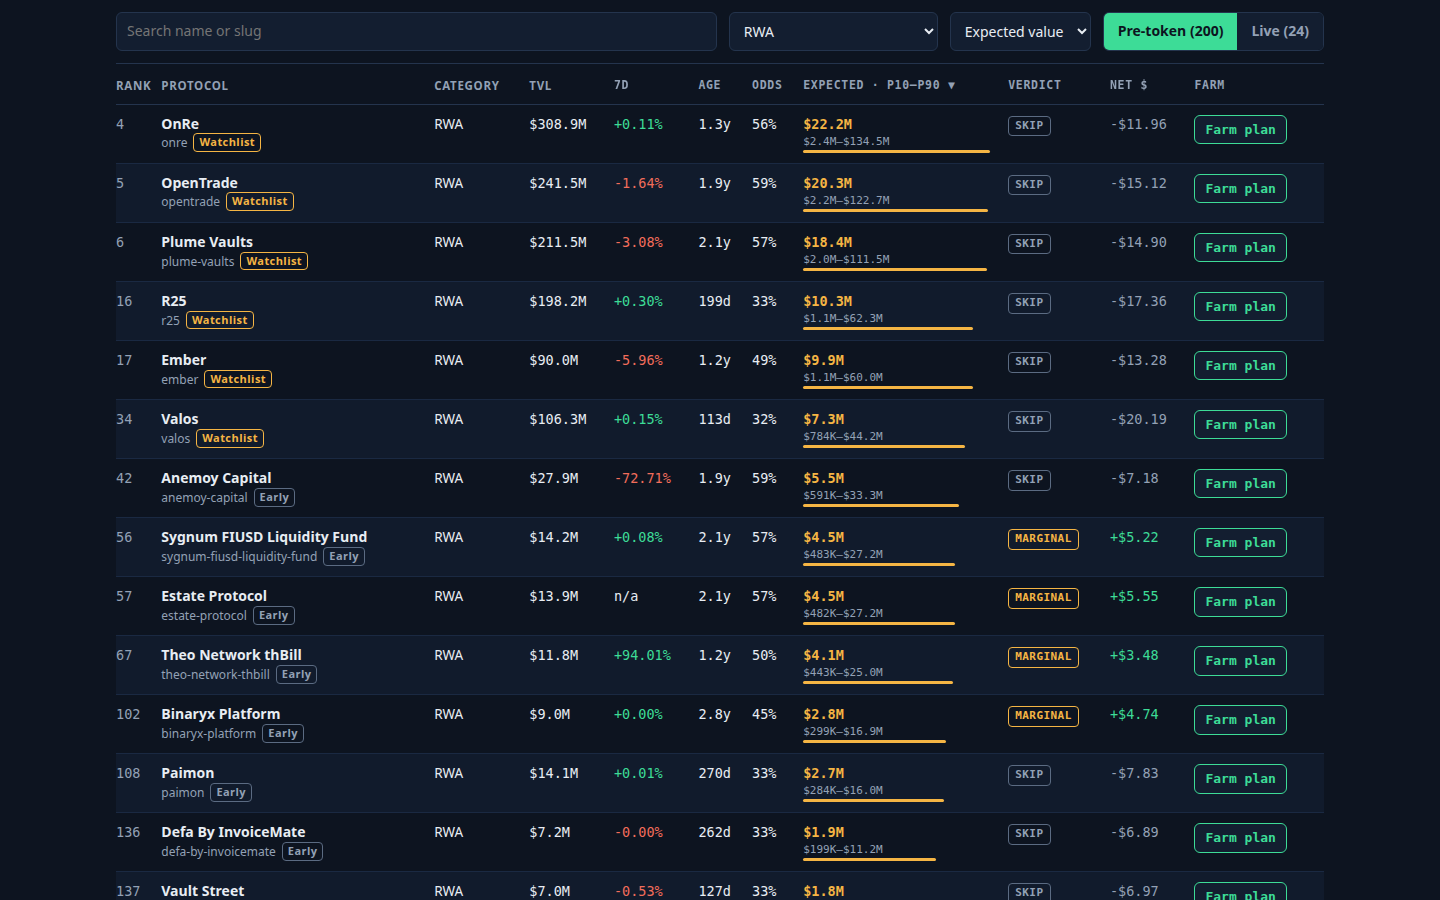 Search name or slug RWA Expected value Pre-token (200) Live (24)
RANK PROTOCOL CATEGORY TVL 7D AGE ODDS EXPECTED · P10–P90 ▼ VERDICT NET $ FARM
4 OnRe RWA $308.9M +0.11% 1.3y 56% $22.2M SKIP -$11.96 Farm plan
onre Watchlist $2.4M–$134.5M
5 OpenTrade RWA $241.5M -1.64% 1.9y 59% $20.3M SKIP -$15.12 Farm plan
opentrade Watchlist $2.2M–$122.7M
6 Plume Vaults RWA $211.5M -3.08% 2.1y 57% $18.4M SKIP -$14.90 Farm plan
plume-vaults Watchlist $2.0M–$111.5M
16 R25 RWA $198.2M +0.30% 199d 33% $10.3M SKIP -$17.36 Farm plan
r25 Watchlist $1.1M–$62.3M
17 Ember RWA $90.0M -5.96% 1.2y 49% $9.9M SKIP -$13.28 Farm plan
ember Watchlist $1.1M–$60.0M
34 Valos RWA $106.3M +0.15% 113d 32% $7.3M SKIP -$20.19 Farm plan
valos Watchlist $784K–$44.2M
42 Anemoy Capital RWA $27.9M -72.71% 1.9y 59% $5.5M SKIP -$7.18 Farm plan
anemoy-capital Early $591K–$33.3M
56 Sygnum FIUSD Liquidity Fund RWA $14.2M +0.08% 2.1y 57% $4.5M MARGINAL +$5.22 Farm plan
sygnum-fiusd-liquidity-fund Early $483K–$27.2M
57 Estate Protocol RWA $13.9M n/a 2.1y 57% $4.5M MARGINAL +$5.55 Farm plan
estate-protocol Early $482K–$27.2M
67 Theo Network thBill RWA $11.8M +94.01% 1.2y 50% $4.1M MARGINAL +$3.48 Farm plan
theo-network-thbill Early $443K–$25.0M
102 Binaryx Platform RWA $9.0M +0.00% 2.8y 45% $2.8M MARGINAL +$4.74 Farm plan
binaryx-platform Early $299K–$16.9M
108 Paimon RWA $14.1M +0.01% 270d 33% $2.7M SKIP -$7.83 Farm plan
paimon Early $284K–$16.0M
136 Defa By InvoiceMate RWA $7.2M -0.00% 262d 33% $1.9M SKIP -$6.89 Farm plan
defa-by-invoicemate Early $199K–$11.2M
137 Vault Street RWA $7.0M -0.53% 127d 33% $1.8M SKIP -$6.97 Farm plan